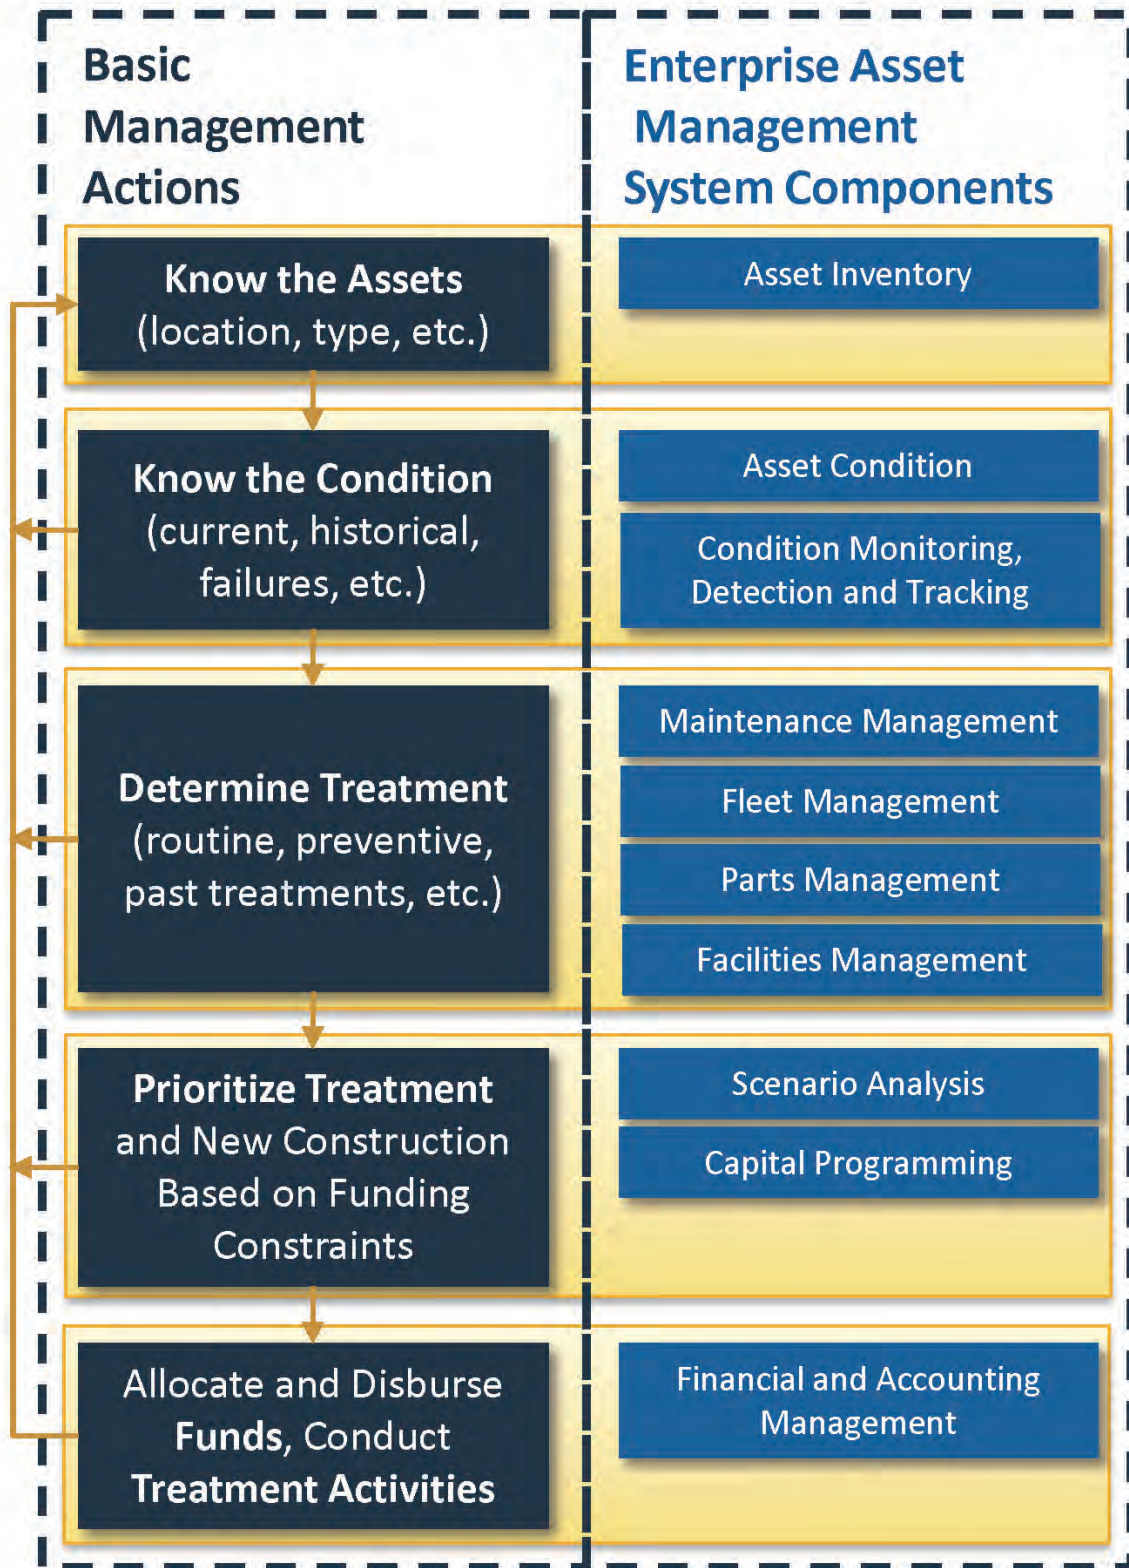 Basic
Management
Actions
Enterprise Asset
Management
System Components
Know the Assets
(location, type, etc.)
Asset Inventory
Know the Condition
(current, historical,
failures, etc.)
Asset Condition
Condition Monitoring,
Detection and Tracking
Determine Treatment
(routine, preventive,
past treatments, etc.)
Maintenance Management
Fleet Management
Parts Management
Facilities Management
Prioritize Treatment
and New Construction
Based on Funding
Constraints
Scenario Analysis
Capital Programming
Allocate and Disburse
Funds, Conduct
Treatment Activities
Financial and Accounting
Management